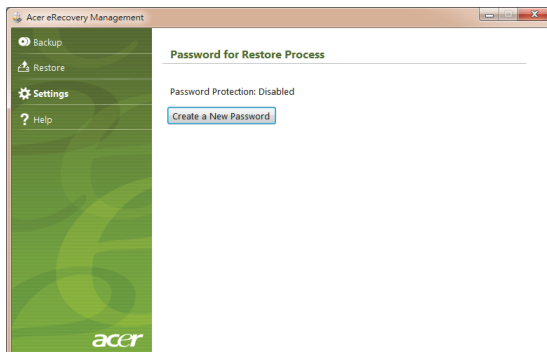 Acer eRecovery Management
Backup
Restore
Settings
Help
Password for Restore Process
Password Protection: Disabled
Create a New Password
acer